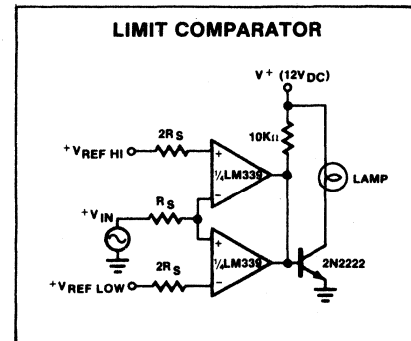 LIMIT COMPARATOR
V+ (12VDC)
10KΩ
2RS
+VREF HI
+
¼LM339
−
LAMP
RS
+VIN
+
¼LM339
−
2N2222
2RS
+VREF LOW